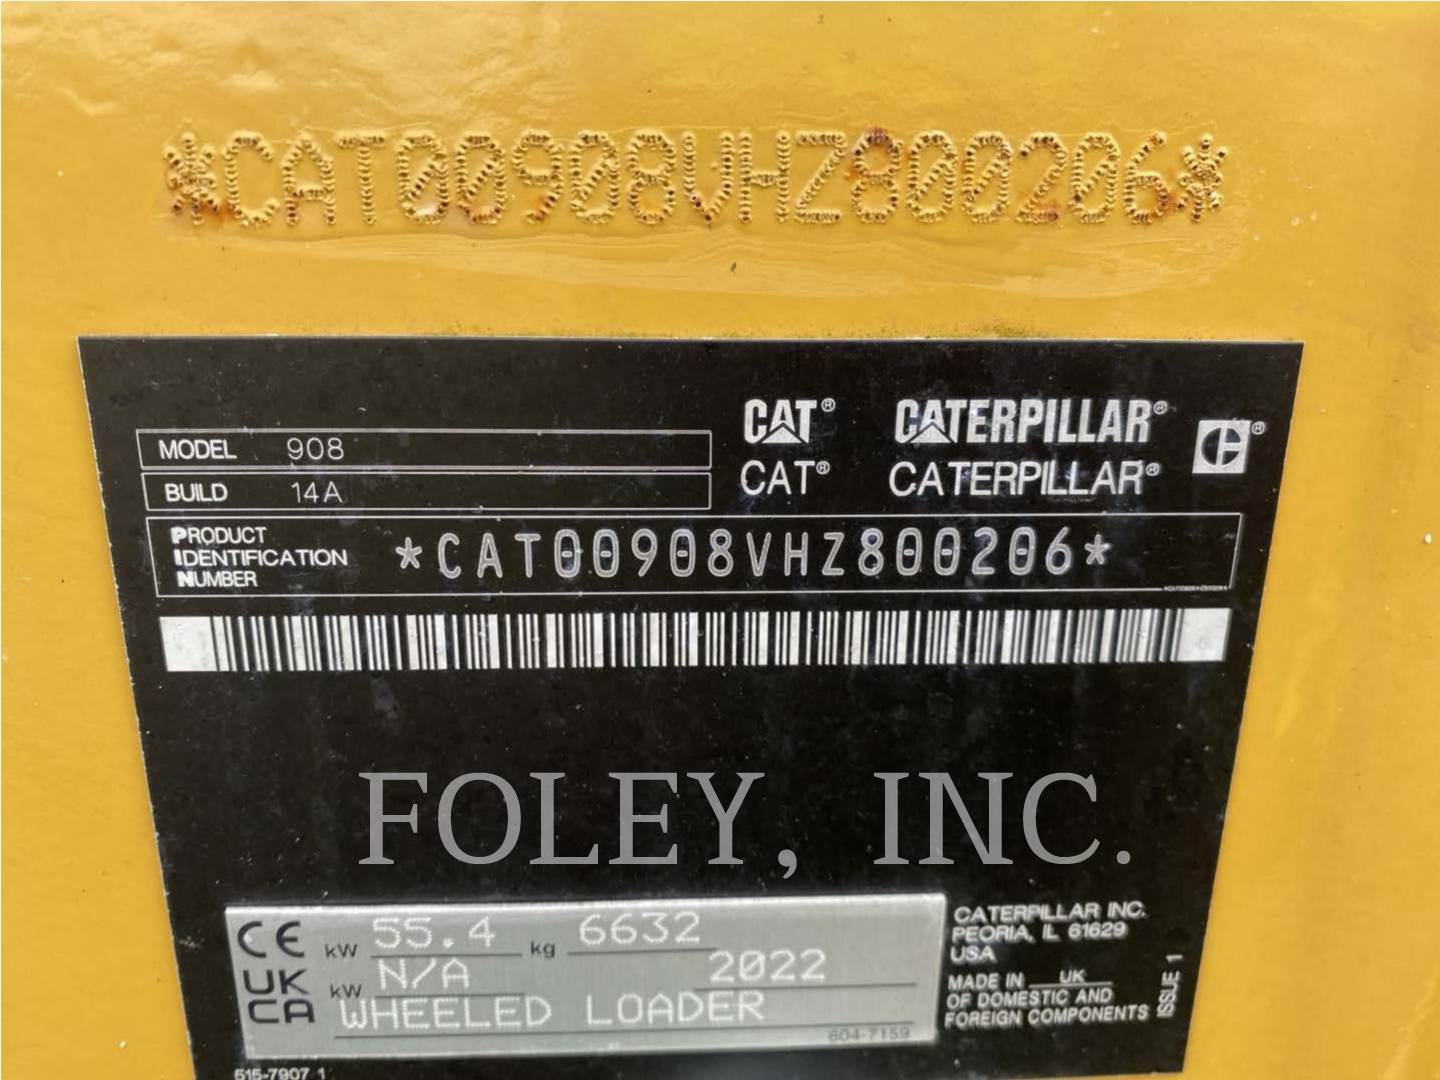 *CAT00908VHZ800206*
CAT® CATERPILLAR®
MODEL 908
CAT® CATERPILLAR®
BUILD 14A
PRODUCT
IDENTIFICATION
NUMBER
*CAT00908VHZ800206*
FOLEY, INC.
CE kW 55.4 kg 6632
UK
CA
kW N/A 2022
WHEELED LOADER
604-7159
CATERPILLAR INC.
PEORIA, IL 61629
USA
MADE IN UK
OF DOMESTIC AND
FOREIGN COMPONENTS
ISSUE 1
515-7907 1